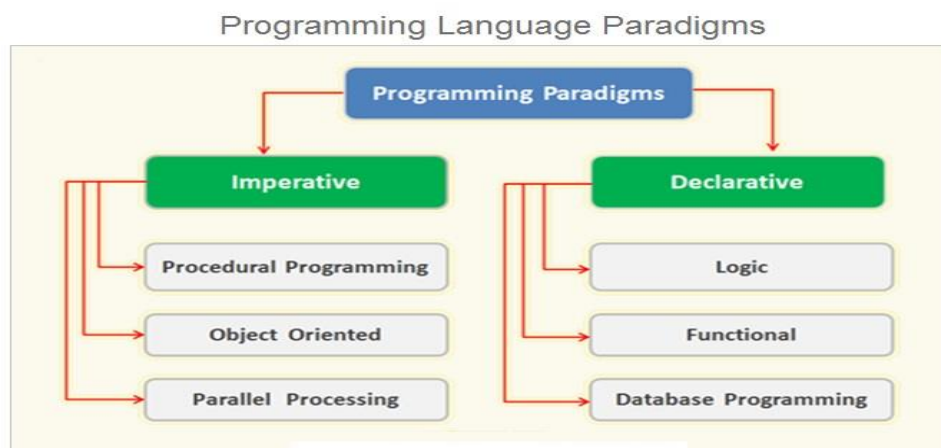 Programming Language Paradigms
Programming Paradigms
Imperative
Procedural Programming
Object Oriented
Parallel Processing
Declarative
Logic
Functional
Database Programming